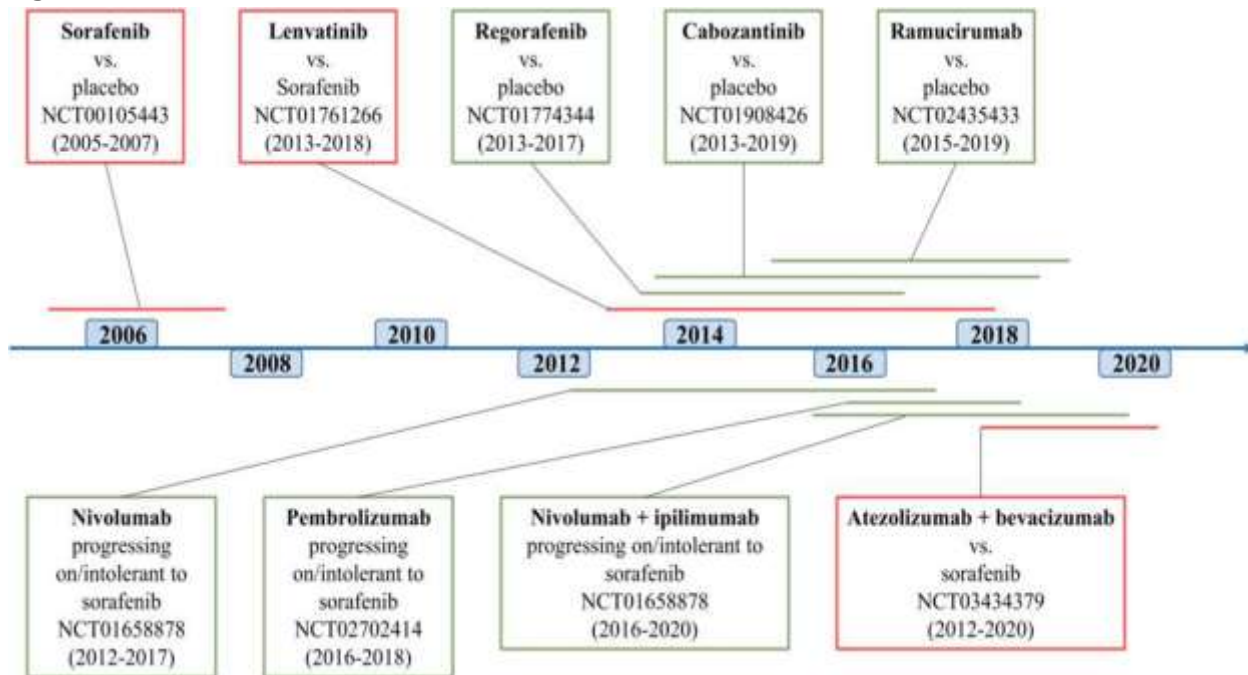 Sorafenib
vs.
placebo
NCT00105443
(2005-2007)
Lenvatinib
vs.
Sorafenib
NCT01761266
(2013-2018)
Regorafenib
vs.
placebo
NCT01774344
(2013-2017)
Cabozantinib
vs.
placebo
NCT01908426
(2013-2019)
Ramucirumab
vs.
placebo
NCT02435433
(2015-2019)
2006
2010
2014
2018
2008
2012
2016
2020
Nivolumab
progressing
on/intolerant to
sorafenib
NCT01658878
(2012-2017)
Pembrolizumab
progressing
on/intolerant to
sorafenib
NCT02702414
(2016-2018)
Nivolumab + ipilimumab
progressing on/intolerant to
sorafenib
NCT01658878
(2016-2020)
Atezolizumab + bevacizumab
vs.
sorafenib
NCT03434379
(2012-2020)